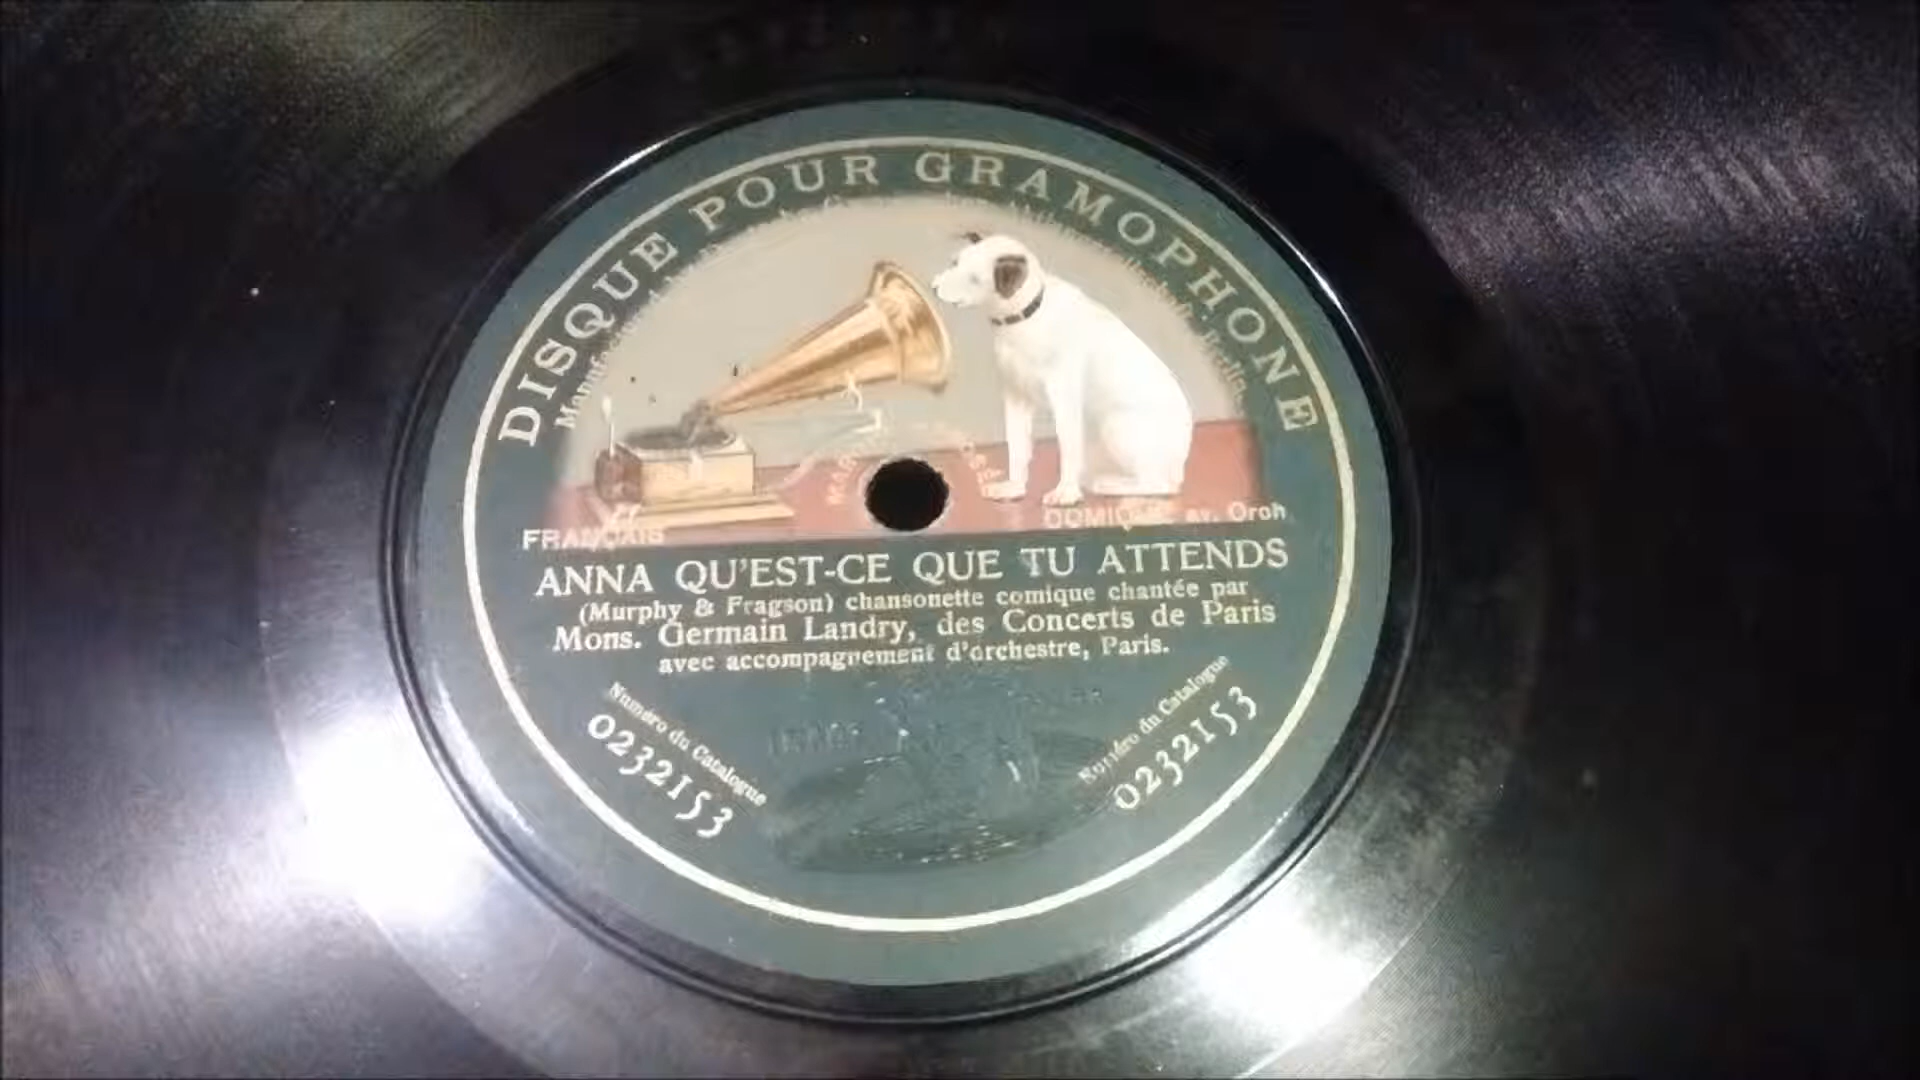 DISQUE POUR GRAMOPHONE
FRANÇAIS
COMIQUE av. Orch
ANNA QU'EST-CE QUE TU ATTENDS
(Murphy & Fragson) chansonette comique chantée par
Mons. Germain Landry, des Concerts de Paris
avec accompagnement d'orchestre, Paris.
Numéro du Catalogue
0232153
Numéro du Catalogue
0232153